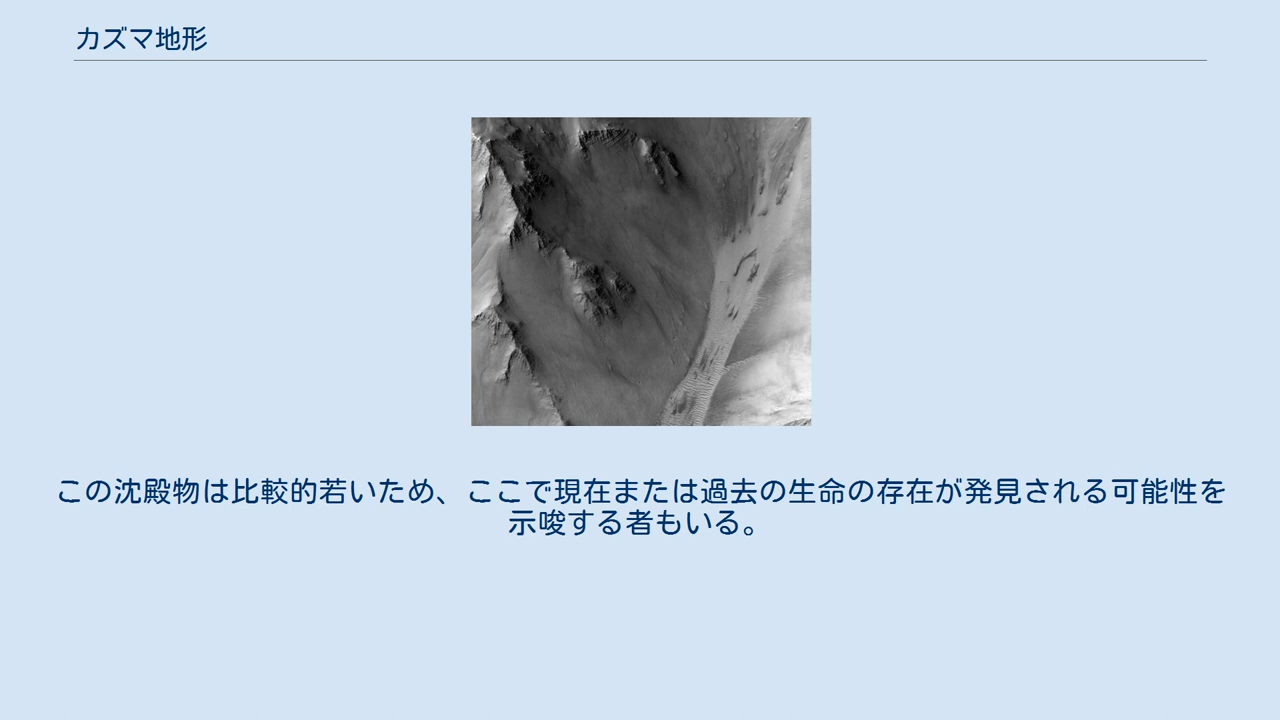 カズマ地形
この沈殿物は比較的若いため、ここで現在または過去の生命の存在が発見される可能性を
示唆する者もいる。